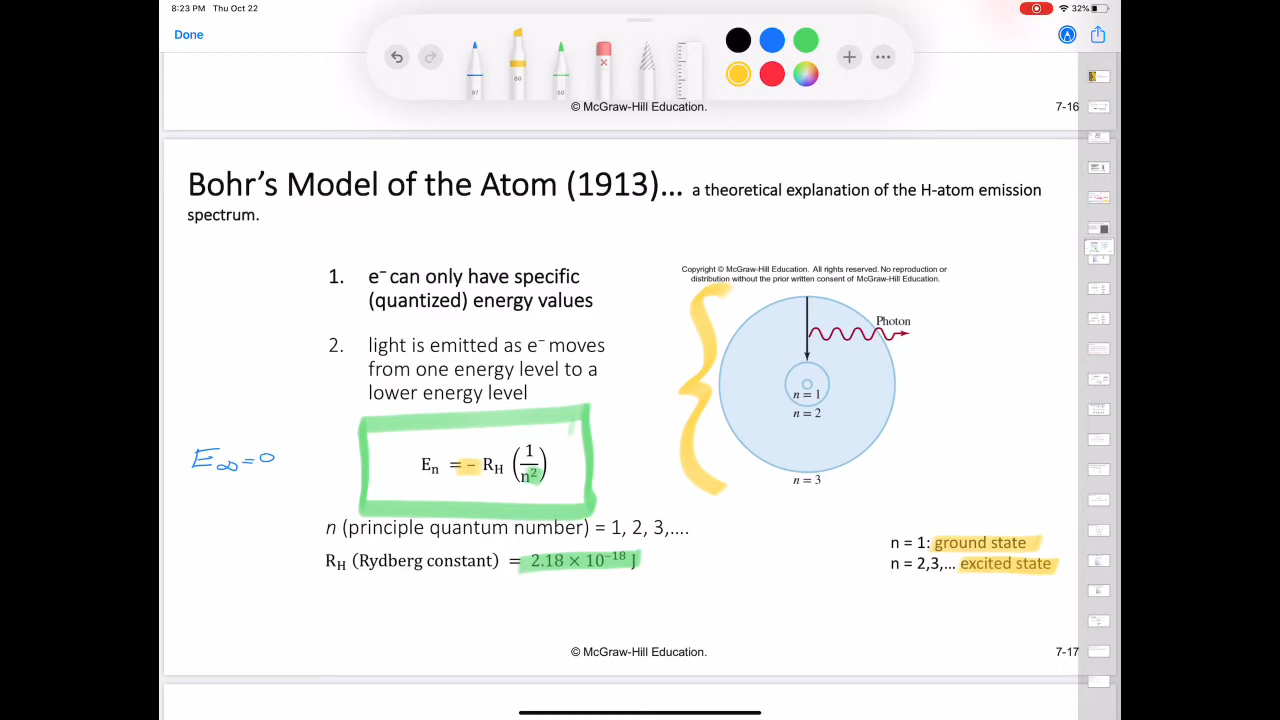 8:23 PM Thu Oct 22
32%
Done
97
80
50
© McGraw-Hill Education.
7-16
Bohr’s Model of the Atom (1913)… a theoretical explanation of the H-atom emission
spectrum.
1. e⁻ can only have specific
(quantized) energy values
2. light is emitted as e⁻ moves
from one energy level to a
lower energy level
E∞=0
Eₙ = − R_H (1/n²)
n (principle quantum number) = 1, 2, 3,....
R_H (Rydberg constant) = 2.18 × 10⁻¹⁸ J
Copyright © McGraw-Hill Education. All rights reserved. No reproduction or
distribution without the prior written consent of McGraw-Hill Education.
Photon
n = 1
n = 2
n = 3
n = 1: ground state
n = 2,3,… excited state
© McGraw-Hill Education.
7-17